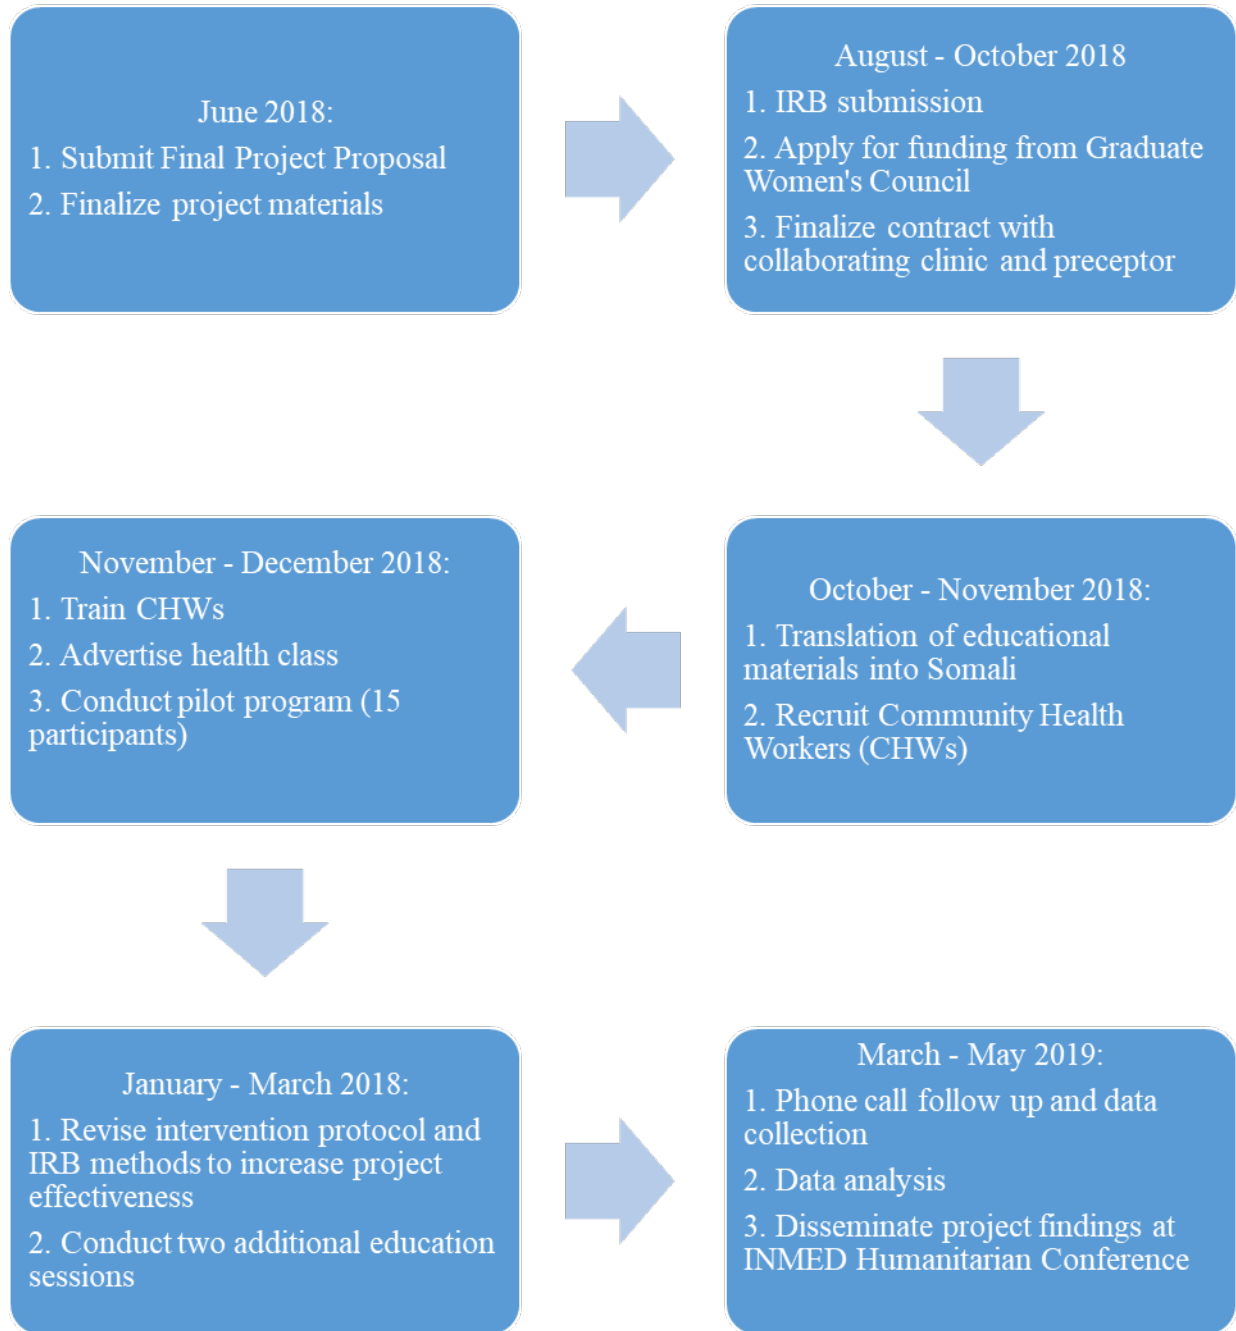 June 2018:
1. Submit Final Project Proposal
2. Finalize project materials
August - October 2018
1. IRB submission
2. Apply for funding from Graduate
Women's Council
3. Finalize contract with
collaborating clinic and preceptor
October - November 2018:
1. Translation of educational
materials into Somali
2. Recruit Community Health
Workers (CHWs)
November - December 2018:
1. Train CHWs
2. Advertise health class
3. Conduct pilot program (15
participants)
January - March 2018:
1. Revise intervention protocol and
IRB methods to increase project
effectiveness
2. Conduct two additional education
sessions
March - May 2019:
1. Phone call follow up and data
collection
2. Data analysis
3. Disseminate project findings at
INMED Humanitarian Conference